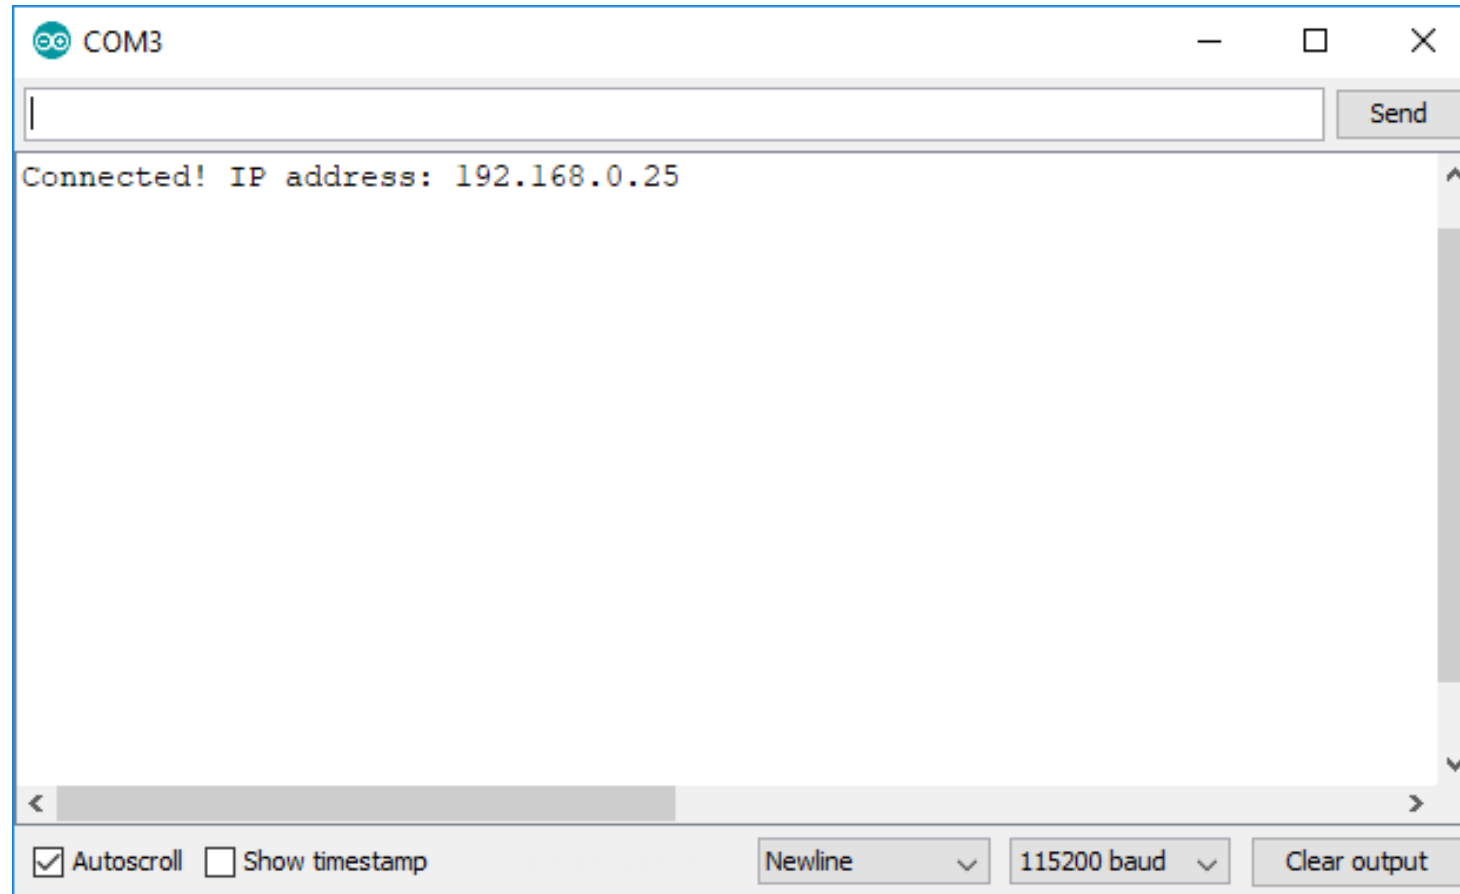 COM3
Send
Connected! IP address: 192.168.0.25
Autoscroll Show timestamp Newline 115200 baud Clear output